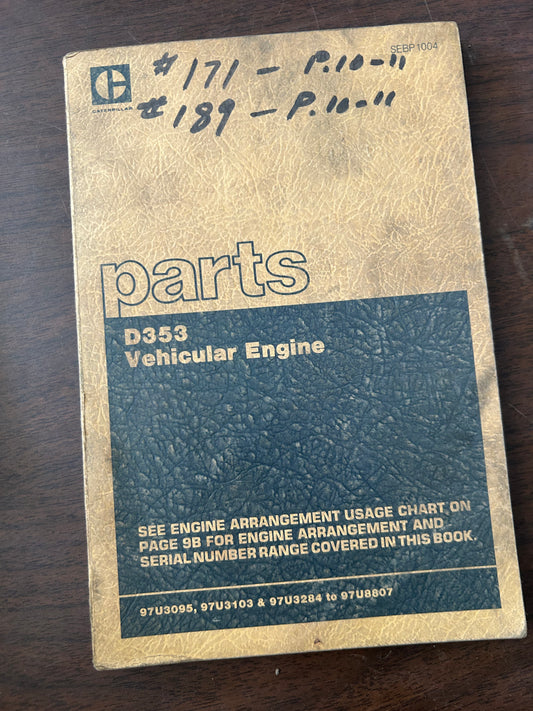 SEBP1004
# 171 - P. 10 - 11
CATERPILLAR
# 189 - P. 10 - 11
parts
D353
Vehicular Engine
SEE ENGINE ARRANGEMENT USAGE CHART ON
PAGE 9B FOR ENGINE ARRANGEMENT AND
SERIAL NUMBER RANGE COVERED IN THIS BOOK.
97U3095, 97U3103 & 97U3284 to 97U8807